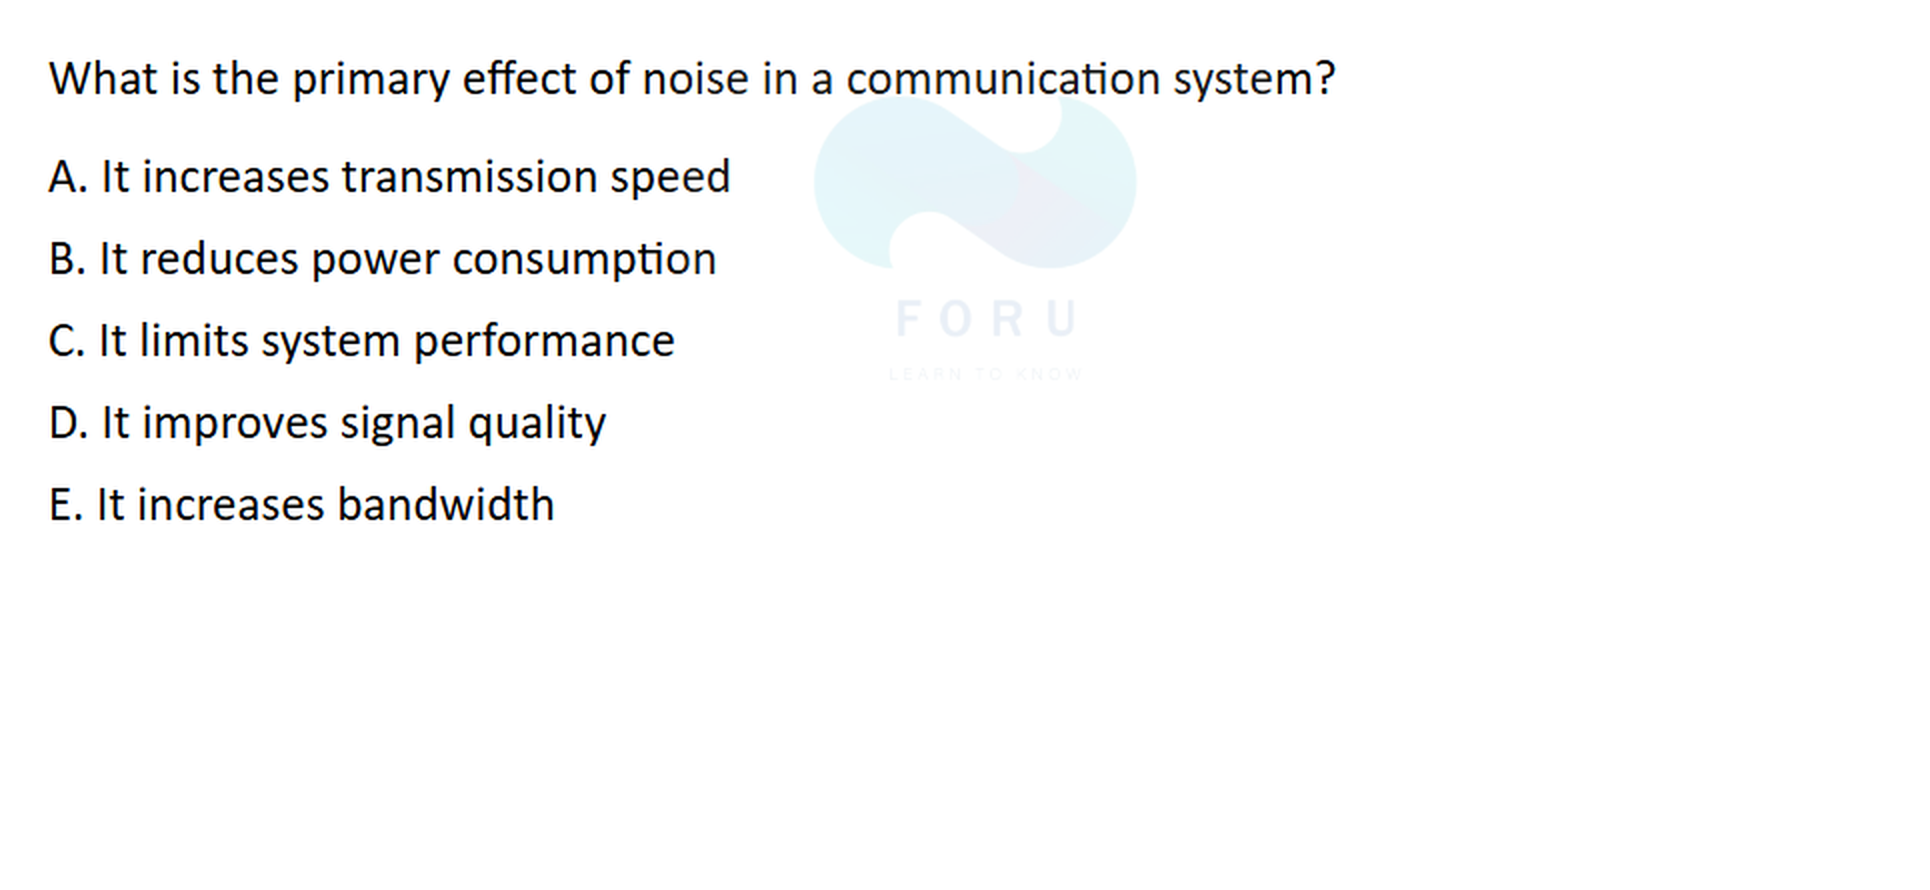 What is the primary effect of noise in a communication system?
A. It increases transmission speed
B. It reduces power consumption
C. It limits system performance
D. It improves signal quality
E. It increases bandwidth
FORU
LEARN TO KNOW